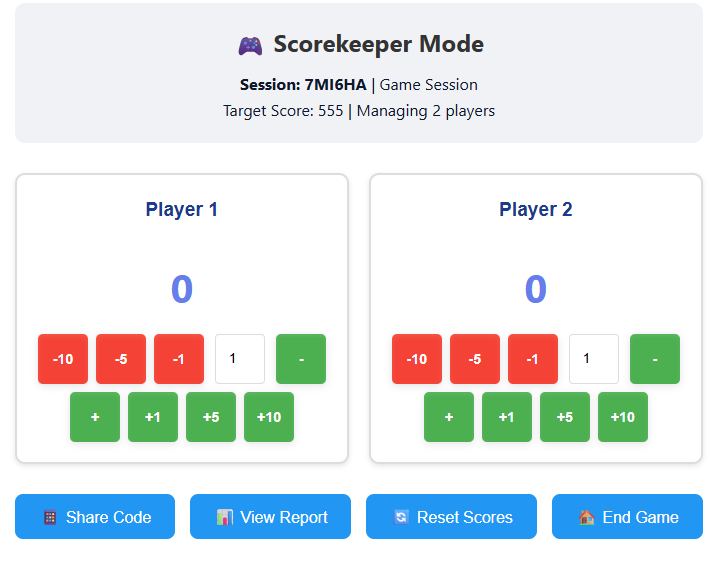 Scorekeeper Mode
Session: 7MI6HA | Game Session
Target Score: 555 | Managing 2 players
Player 1
0
-10 -5 -1 1 -
+ +1 +5 +10
Player 2
0
-10 -5 -1 1 -
+ +1 +5 +10
Share Code View Report Reset Scores End Game